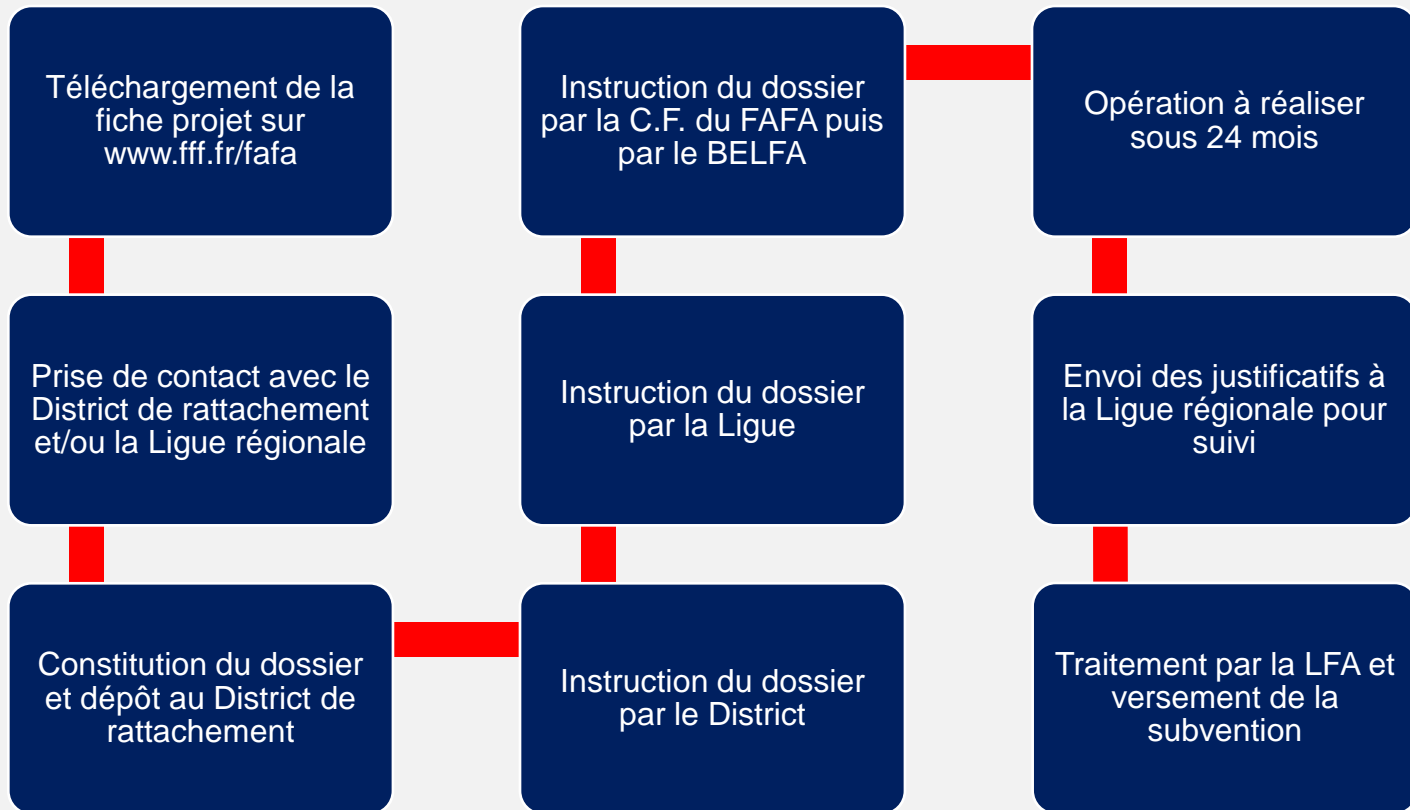 Téléchargement de la
fiche projet sur
www.fff.fr/fafa
Prise de contact avec le
District de rattachement
et/ou la Ligue régionale
Constitution du dossier
et dépôt au District de
rattachement
Instruction du dossier
par le District
Instruction du dossier
par la Ligue
Instruction du dossier
par la C.F. du FAFA puis
par le BELFA
Opération à réaliser
sous 24 mois
Envoi des justificatifs à
la Ligue régionale pour
suivi
Traitement par la LFA et
versement de la
subvention